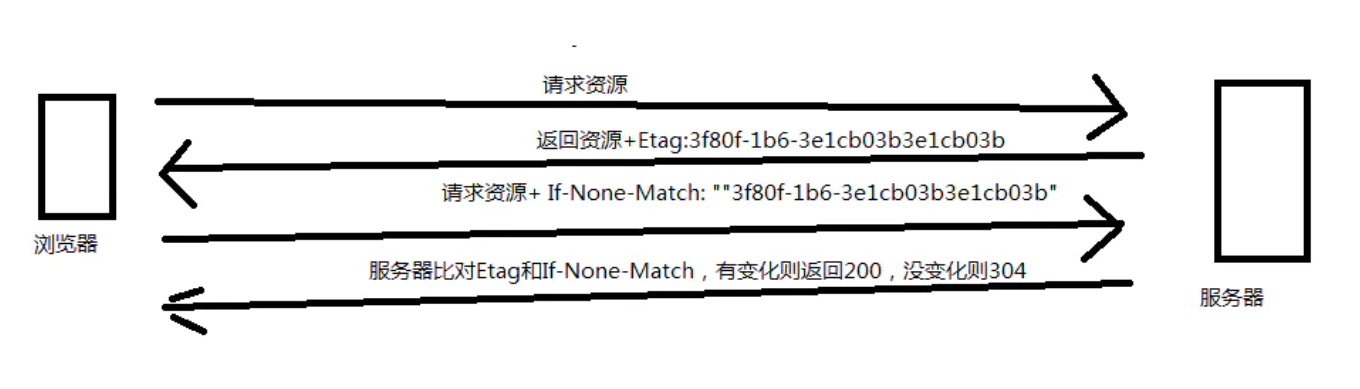 请求资源
返回资源+Etag:3f80f-1b6-3e1cb03b3e1cb03b
请求资源+ If-None-Match: ""3f80f-1b6-3e1cb03b3e1cb03b"
浏览器
服务器比对Etag和If-None-Match，有变化则返回200，没变化则304
服务器